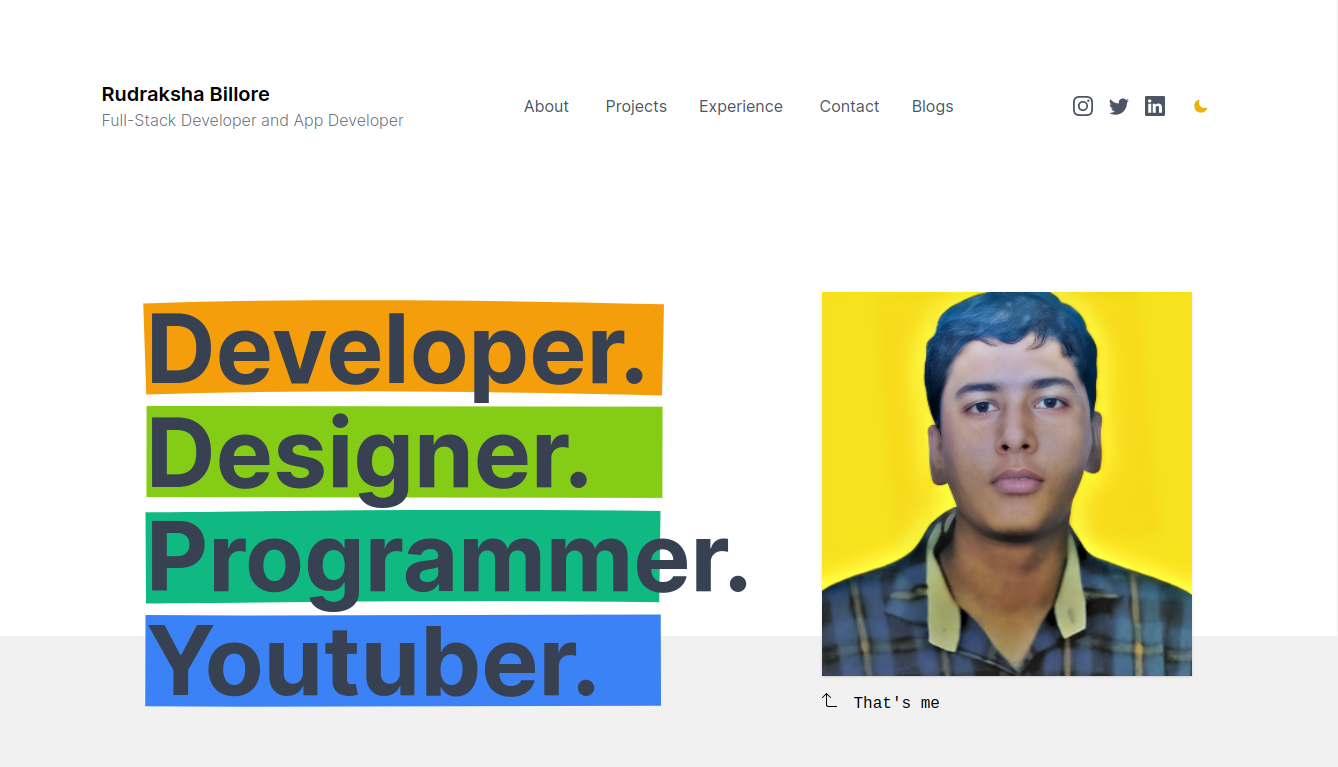 Rudraksha Billore
Full-Stack Developer and App Developer
About Projects Experience Contact Blogs
Developer.
Designer.
Programmer.
Youtuber.
That's me